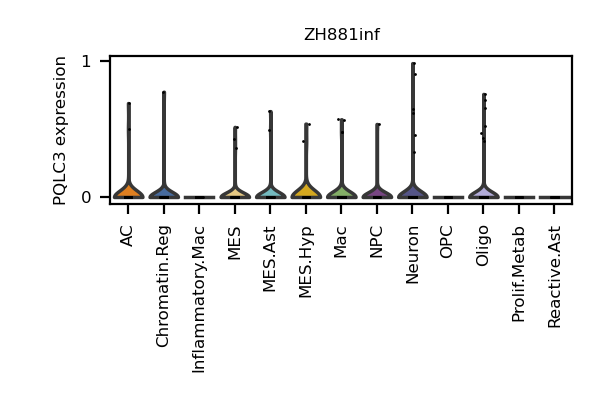 ZH881inf
PQLC3 expression
1
0
AC
Chromatin.Reg
Inflammatory.Mac
MES
MES.Ast
MES.Hyp
Mac
NPC
Neuron
OPC
Oligo
Prolif.Metab
Reactive.Ast